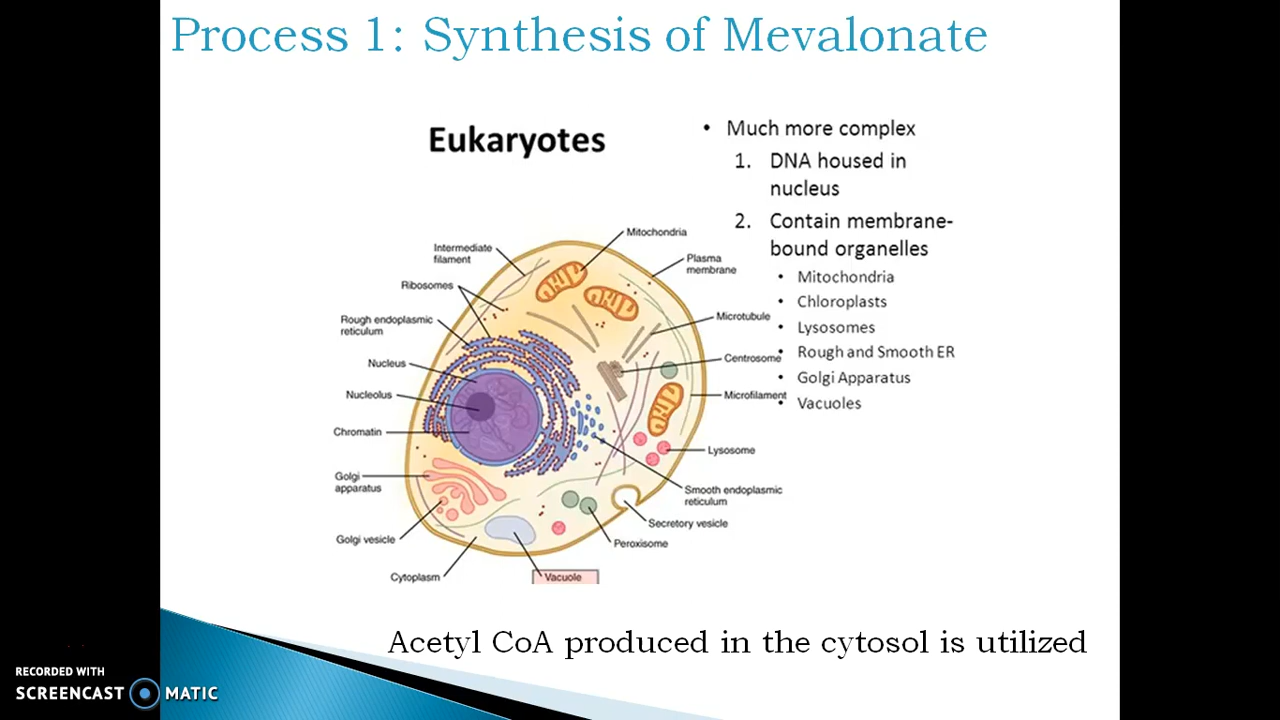 Process 1: Synthesis of Mevalonate
Eukaryotes
• Much more complex
1. DNA housed in
nucleus
2. Contain membrane-
bound organelles
• Mitochondria
• Chloroplasts
• Lysosomes
• Rough and Smooth ER
• Golgi Apparatus
• Vacuoles
Mitochondria
Intermediate
filament
Plasma
membrane
Ribosomes
Rough endoplasmic
reticulum
Microtubule
Nucleus
Centrosome
Nucleolus
Microfilament
Chromatin
Lysosome
Golgi
apparatus
Smooth endoplasmic
reticulum
Secretory vesicle
Golgi vesicle
Peroxisome
Cytoplasm
Vacuole
Acetyl CoA produced in the cytosol is utilized
RECORDED WITH
SCREENCAST MATIC